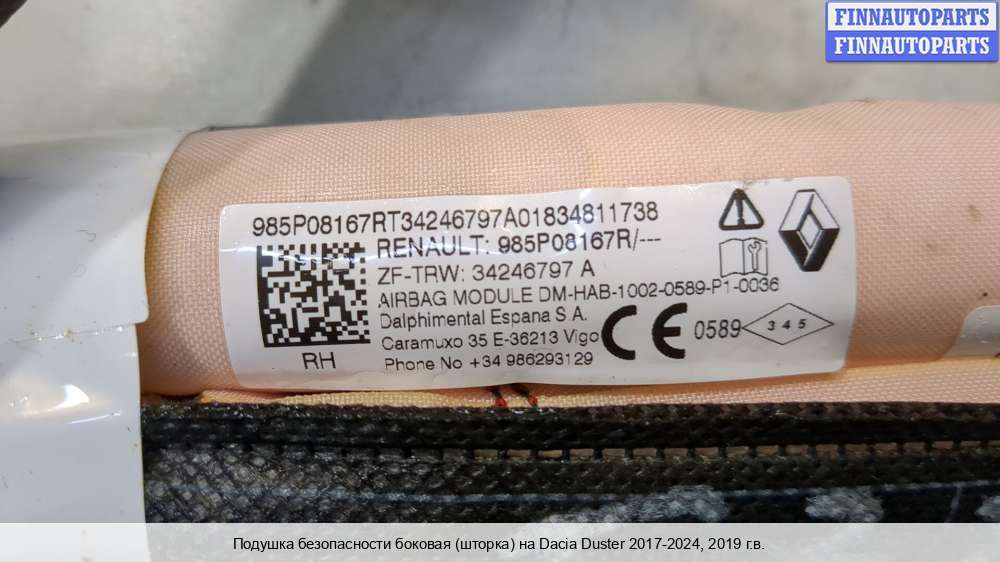 FINNAUTOPARTS
FINNAUTOPARTS
985P08167RT34246797A01834811738
RENAULT: 985P08167R/---
ZF-TRW: 34246797 A
AIRBAG MODULE DM-HAB-1002-0589-P1-0036
Dalphimental Espana S.A.
Caramuxo 35 E-36213 Vigo
Phone No +34 986293129
RH
CE 0589
345
Подушка безопасности боковая (шторка) на Dacia Duster 2017-2024, 2019 г.в.